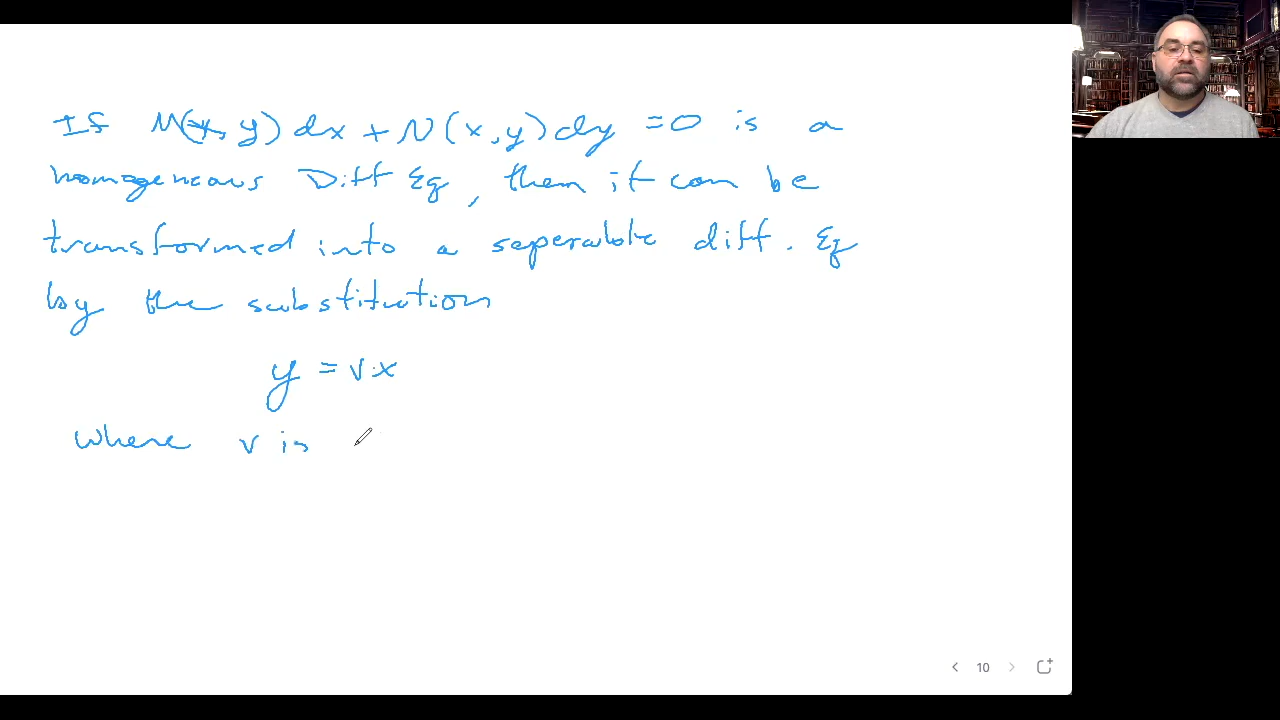 If M(x, y) dx + N(x, y) dy = 0 is a
homogeneous Diff Eq, then it can be
transformed into a seperable diff. Eq
by the substitution
y = v·x
where v is
10